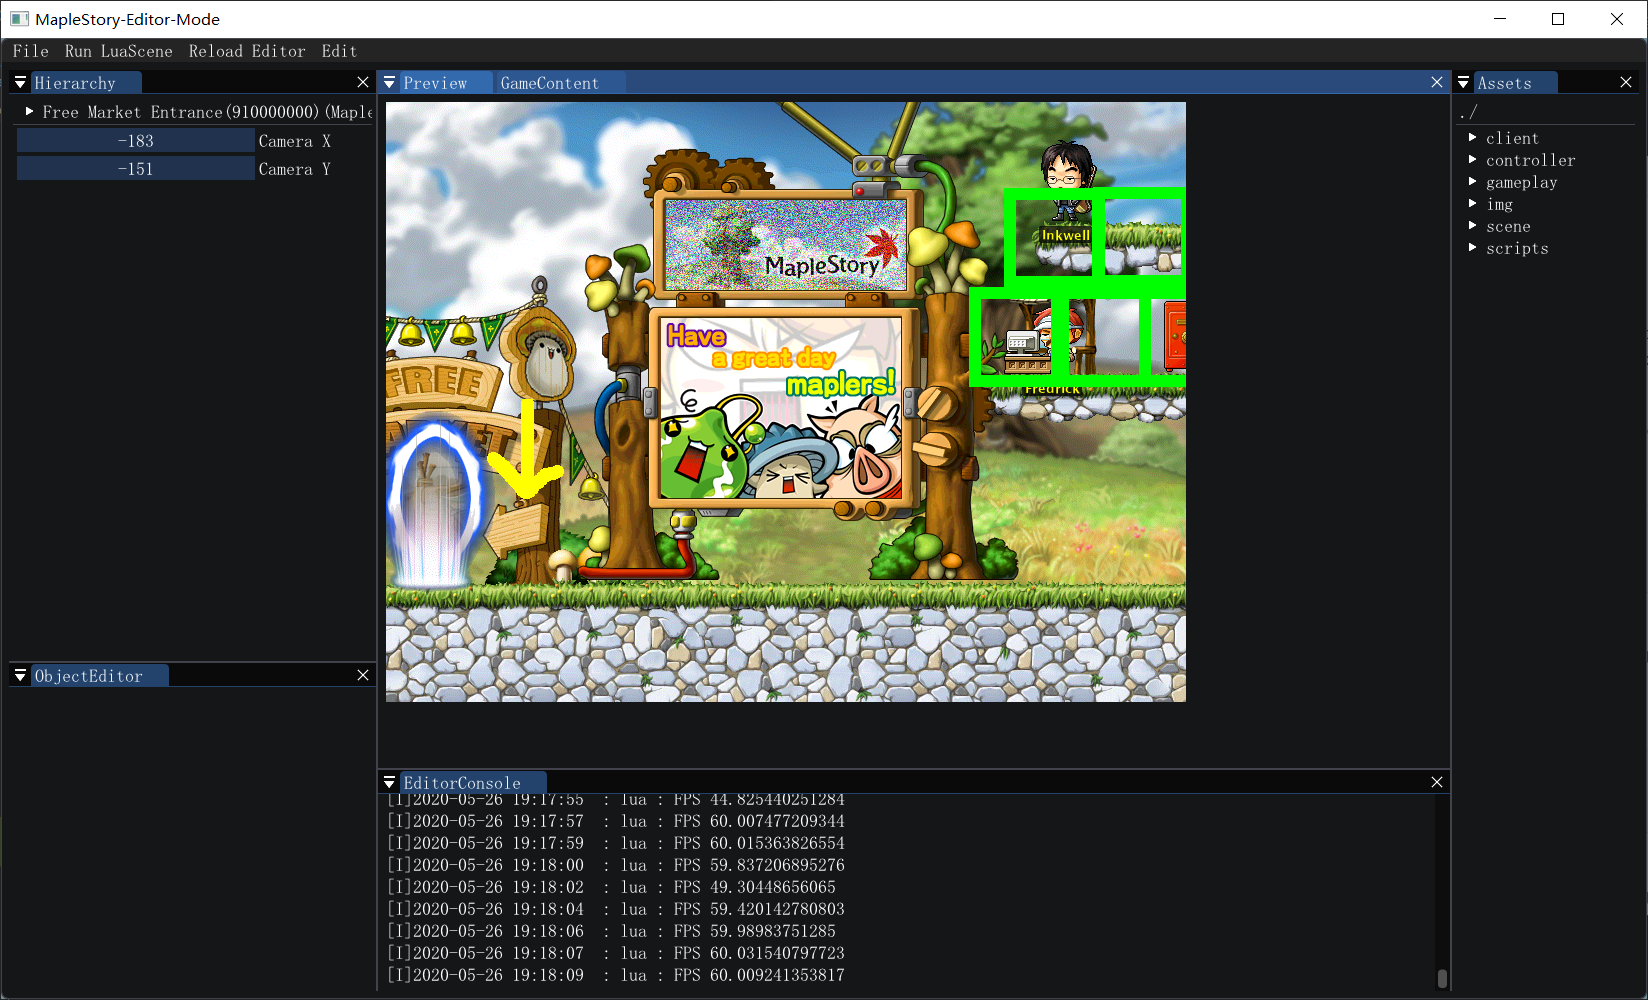 MapleStory-Editor-Mode
File Run LuaScene Reload Editor Edit
Hierarchy
Free Market Entrance(910000000)(Maple
-183 Camera X
-151 Camera Y
ObjectEditor
Preview GameContent
MapleStory
Have
a great day
maplers!
FREE
Inkwell
Fredrick
EditorConsole
[I]2020-05-26 19:17:55 : lua : FPS 44.825440251284
[I]2020-05-26 19:17:57 : lua : FPS 60.007477209344
[I]2020-05-26 19:17:59 : lua : FPS 60.015363826554
[I]2020-05-26 19:18:00 : lua : FPS 59.837206895276
[I]2020-05-26 19:18:02 : lua : FPS 49.30448656065
[I]2020-05-26 19:18:04 : lua : FPS 59.420142780803
[I]2020-05-26 19:18:06 : lua : FPS 59.98983751285
[I]2020-05-26 19:18:07 : lua : FPS 60.031540797723
[I]2020-05-26 19:18:09 : lua : FPS 60.009241353817
Assets
./
client
controller
gameplay
img
scene
scripts